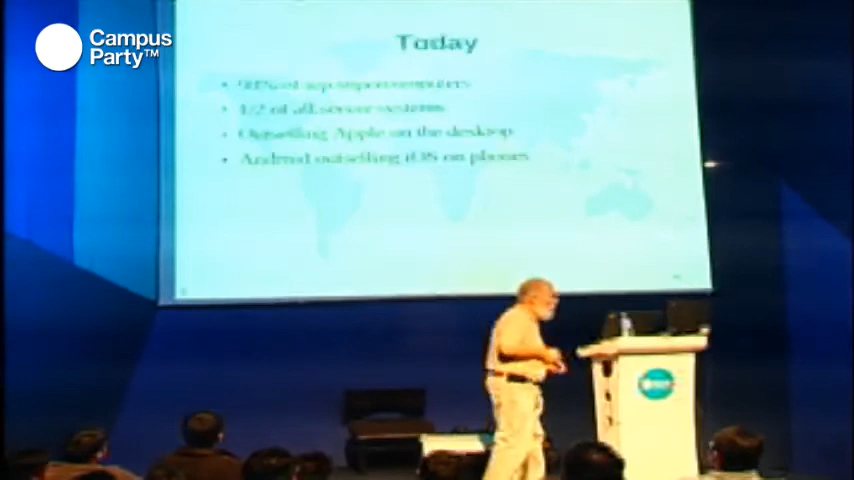 Campus
Party™
Today
• of top supercomputers
• 1/2 of all server systems
• Outselling Apple on the desktop
• Android outselling iOS on phones